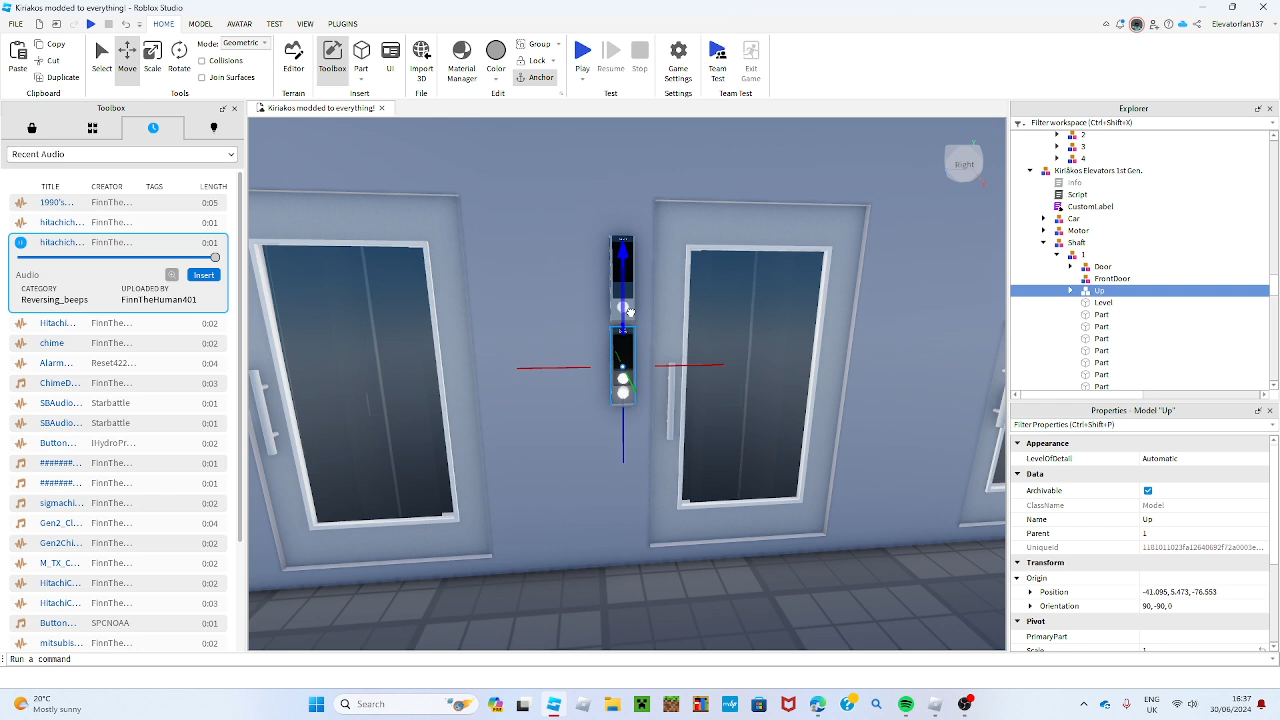 Kiriakos modded to everything! - Roblox Studio
FILE HOME MODEL AVATAR TEST VIEW PLUGINS Elevatorfan137
Paste Copy Cut Duplicate Clipboard
Select Move Scale Rotate Mode: Geometric Collisions Join Surfaces Tools
Editor Terrain
Toolbox Part UI Insert
Import 3D File
Material Manager Color Group Lock Anchor Edit
Play Resume Stop Test
Game Settings Settings
Team Test Exit Game Team Test
Toolbox
Recent Audio
TITLE CREATOR TAGS LENGTH
1990's... FinnThe... 0:05
hitachich... FinnThe... 0:01
hitachich... FinnThe... 0:01
Audio Insert
CATEGORY UPLOADED BY
Reversing_beeps FinnTheHuman401
Hitachi... FinnThe... 0:02
chime FinnThe... 0:02
Alarm... Reset422... 0:04
ChimeD... FinnThe... 0:03
SBAudio... Starbattle 0:03
SBAudio... Starbattle 0:03
Button... IHydroPr... 0:02
#######... FinnThe... 0:01
#######... FinnThe... 0:01
sigmachi... FinnThe... 0:02
Gen2_Cl... FinnThe... 0:04
Gen2Chi... FinnThe... 0:02
M_TX_C... FinnThe... 0:02
HitachiC... FinnThe... 0:02
HitachiC... FinnThe... 0:03
Button... SPCNOAA 0:01
mitsubis... FinnThe... 0:02
Kiriakos modded to everything!
Right
Explorer
Filter workspace (Ctrl+Shift+X)
2
3
4
Kiriakos Elevators 1st Gen.
Info
Script
CustomLabel
Car
Motor
Shaft
1
Door
FrontDoor
Up
Level
Part
Part
Part
Part
Part
Part
Part
Properties - Model "Up"
Filter Properties (Ctrl+Shift+P)
Appearance
LevelOfDetail Automatic
Data
Archivable
ClassName Model
Name Up
Parent 1
UniqueId 1181011023fa12640692f72a0003e...
Transform
Origin
Position -41.095, 5.473, -76.553
Orientation 90, -90, 0
Pivot
PrimaryPart
Scale 1
Run a command
20°C
Mostly sunny
Search
ENG
UK
16:37
30/06/2024